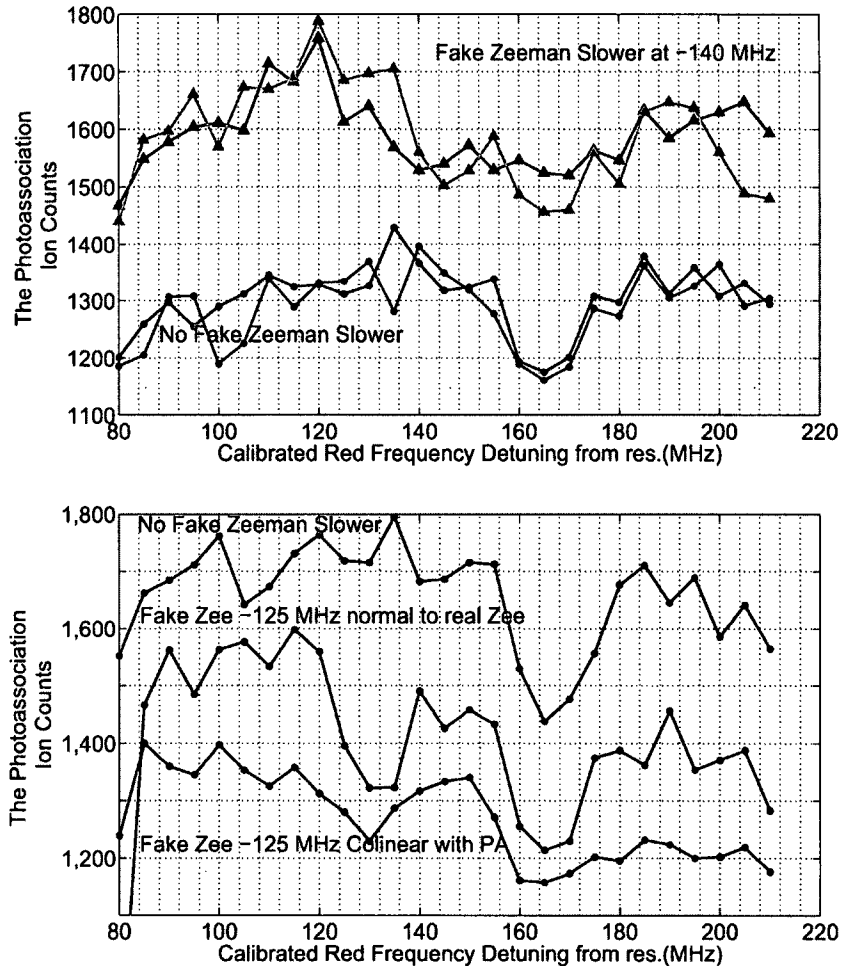 1800
1700
1600
1500
1400
1300
1200
1100
The Photoassociation
Ion Counts
Fake Zeeman Slower at −140 MHz
No Fake Zeeman Slower
80 100 120 140 160 180 200 220
Calibrated Red Frequency Detuning from res.(MHz)
1,800
1,600
1,400
1,200
The Photoassociation
Ion Counts
No Fake Zeeman Slower
Fake Zee −125 MHz normal to real Zee
Fake Zee −125 MHz Colinear with PA
80 100 120 140 160 180 200 220
Calibrated Red Frequency Detuning from res.(MHz)